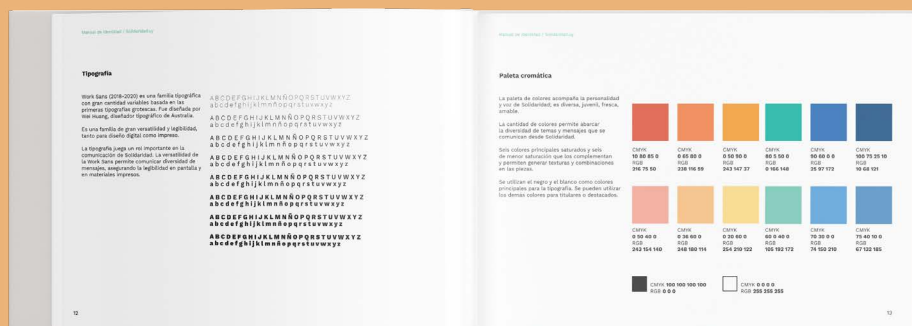 Manual de Identidad | Solidaridad.uy
Tipografía
Work Sans (2018-2020) es una familia tipográfica
con gran cantidad variables basada en las
primeras tipografías grotescas. Fue diseñada por
Wei Huang, diseñador tipográfico de Australia.
Es una familia de gran versatilidad y legibilidad,
tanto para diseño digital como impreso.
La tipografía juega un rol importante en la
comunicación de Solidaridad. La versatilidad de
la Work Sans permite comunicar diversidad de
mensajes, asegurando la legibilidad en pantalla y
en materiales impresos.
ABCDEFGHIJKLMNÑOPQRSTUVWXYZ
abcdefghijklmnñopqrstuvwxyz
ABCDEFGHIJKLMNÑOPQRSTUVWXYZ
abcdefghijklmnñopqrstuvwxyz
ABCDEFGHIJKLMNÑOPQRSTUVWXYZ
abcdefghijklmnñopqrstuvwxyz
ABCDEFGHIJKLMNÑOPQRSTUVWXYZ
abcdefghijklmnñopqrstuvwxyz
ABCDEFGHIJKLMNÑOPQRSTUVWXYZ
abcdefghijklmnñopqrstuvwxyz
ABCDEFGHIJKLMNÑOPQRSTUVWXYZ
abcdefghijklmnñopqrstuvwxyz
ABCDEFGHIJKLMNÑOPQRSTUVWXYZ
abcdefghijklmnñopqrstuvwxyz
ABCDEFGHIJKLMNÑOPQRSTUVWXYZ
abcdefghijklmnñopqrstuvwxyz
12
Manual de Identidad | Solidaridad.uy
Paleta cromática
La paleta de colores acompaña la personalidad
y voz de Solidaridad; es diversa, juvenil, fresca,
amable.
La cantidad de colores permite abarcar
la diversidad de temas y mensajes que se
comunican desde Solidaridad.
Seis colores principales saturados y seis
de menor saturación que los complementan
y permiten generar texturas y combinaciones
en las piezas.
Se utilizan el negro y el blanco como colores
principales para la tipografía. Se pueden utilizar
los demás colores para titulares o destacados.
CMYK
10 80 85 0
RGB
216 75 50
CMYK
0 65 80 0
RGB
238 116 59
CMYK
0 50 90 0
RGB
243 147 37
CMYK
80 5 50 0
RGB
0 166 148
CMYK
90 60 0 0
RGB
25 97 172
CMYK
100 75 25 10
RGB
10 68 121
CMYK
0 50 40 0
RGB
243 154 140
CMYK
0 36 60 0
RGB
248 180 114
CMYK
0 20 60 0
RGB
254 210 122
CMYK
60 0 40 0
RGB
105 192 173
CMYK
70 30 0 0
RGB
74 150 210
CMYK
75 40 10 0
RGB
67 132 185
CMYK 100 100 100 100
RGB 0 0 0
CMYK 0 0 0 0
RGB 255 255 255
13